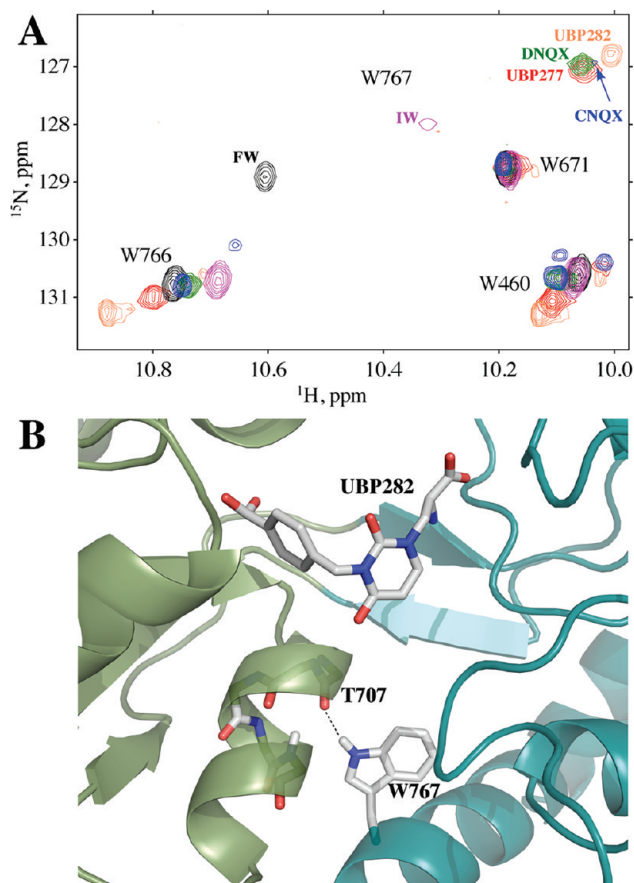 A
UBP282
127
DNQX
W767
UBP277
CNQX
128
IW
FW
W671
129
¹⁵N, ppm
130
W766
W460
131
10.8
10.6
10.4
10.2
10.0
¹H, ppm
B
UBP282
T707
W767